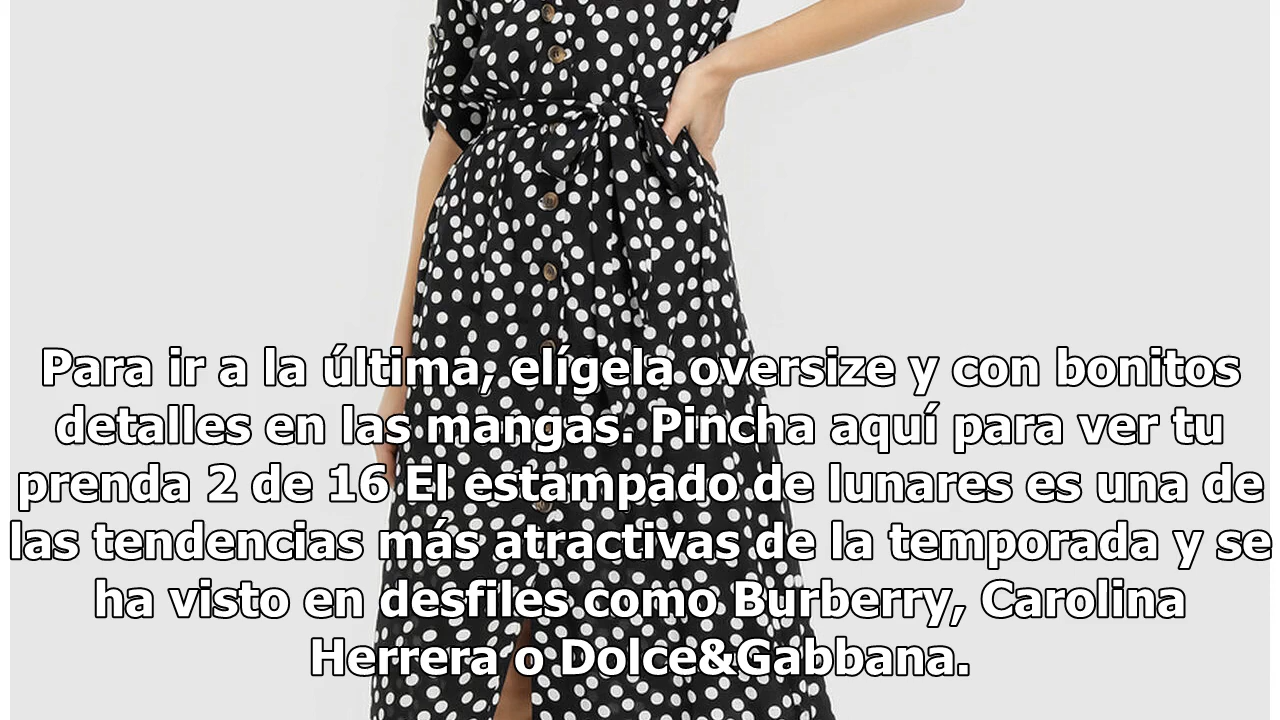 Para ir a la última, elígela oversize y con bonitos
detalles en las mangas. Pincha aquí para ver tu
prenda 2 de 16 El estampado de lunares es una de
las tendencias más atractivas de la temporada y se
ha visto en desfiles como Burberry, Carolina
Herrera o Dolce&Gabbana.